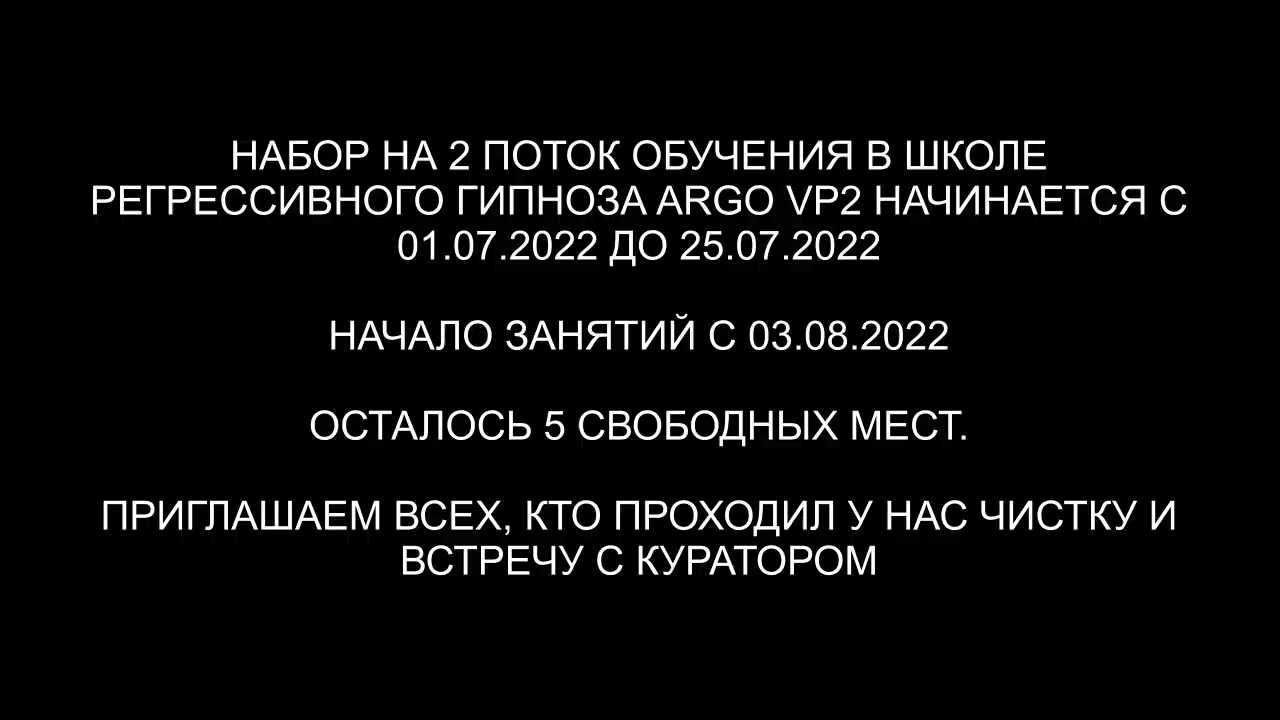 НАБОР НА 2 ПОТОК ОБУЧЕНИЯ В ШКОЛЕ
РЕГРЕССИВНОГО ГИПНОЗА ARGO VP2 НАЧИНАЕТСЯ С
01.07.2022 ДО 25.07.2022
НАЧАЛО ЗАНЯТИЙ С 03.08.2022
ОСТАЛОСЬ 5 СВОБОДНЫХ МЕСТ.
ПРИГЛАШАЕМ ВСЕХ, КТО ПРОХОДИЛ У НАС ЧИСТКУ И
ВСТРЕЧУ С КУРАТОРОМ